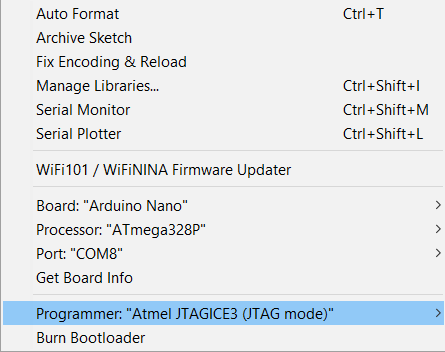 Auto Format Ctrl+T
Archive Sketch
Fix Encoding & Reload
Manage Libraries... Ctrl+Shift+I
Serial Monitor Ctrl+Shift+M
Serial Plotter Ctrl+Shift+L
WiFi101 / WiFiNINA Firmware Updater
Board: "Arduino Nano"
Processor: "ATmega328P"
Port: "COM8"
Get Board Info
Programmer: "Atmel JTAGICE3 (JTAG mode)"
Burn Bootloader